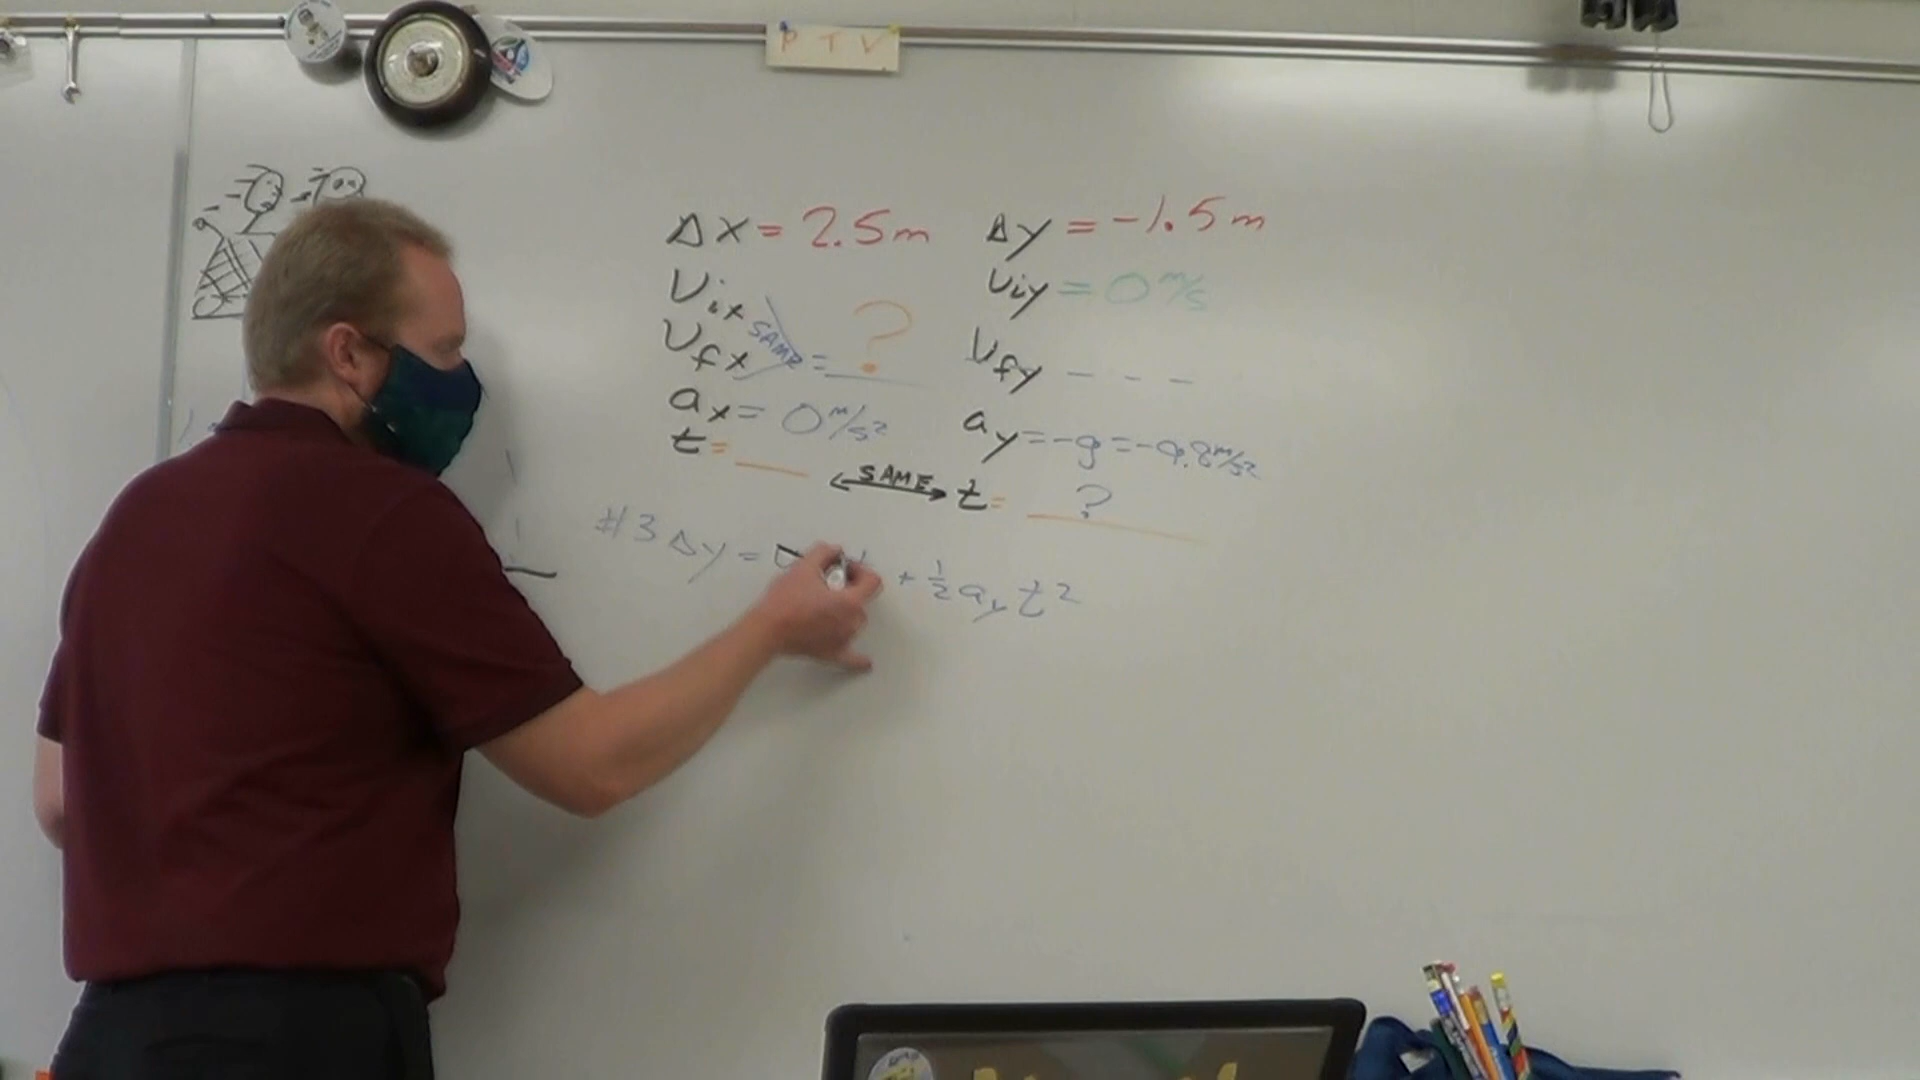 P T V
Δx = 2.5m
Vix
SAME = ?
Vfx
ax = 0 m/s²
t = __
Δy = -1.5m
Viy = 0 m/s
Vfy - - -
ay = -g = -9.8 m/s²
SAME
t = ?
#3 Δy = + 1/2 ay t²